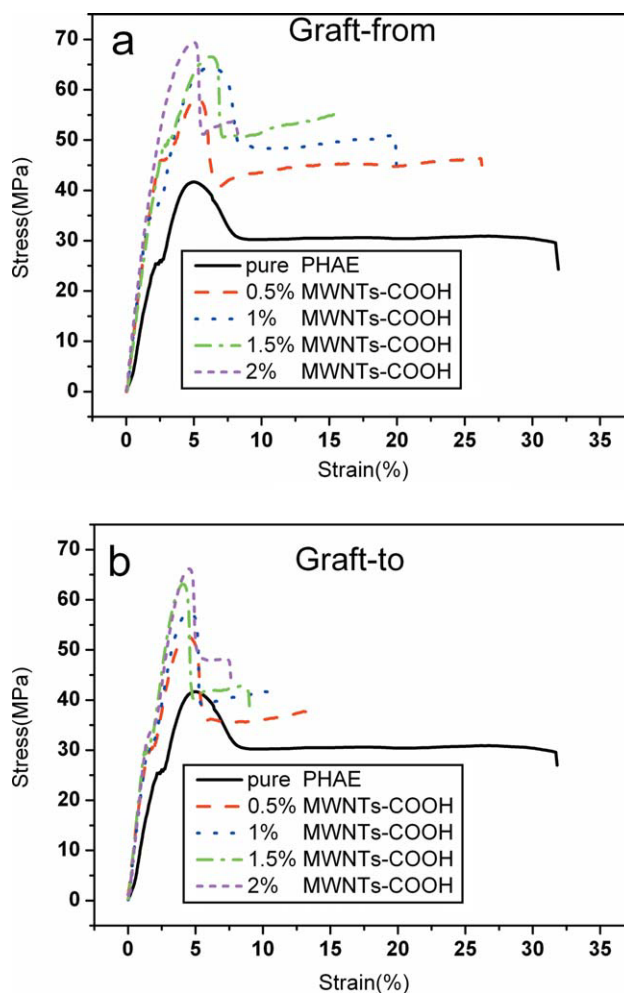 a
Graft-from
70
60
50
40
30
20
10
0
Stress(MPa)
pure PHAE
0.5% MWNTs-COOH
1% MWNTs-COOH
1.5% MWNTs-COOH
2% MWNTs-COOH
0 5 10 15 20 25 30 35
Strain(%)
b
Graft-to
70
60
50
40
30
20
10
0
Stress(MPa)
pure PHAE
0.5% MWNTs-COOH
1% MWNTs-COOH
1.5% MWNTs-COOH
2% MWNTs-COOH
0 5 10 15 20 25 30 35
Strain(%)